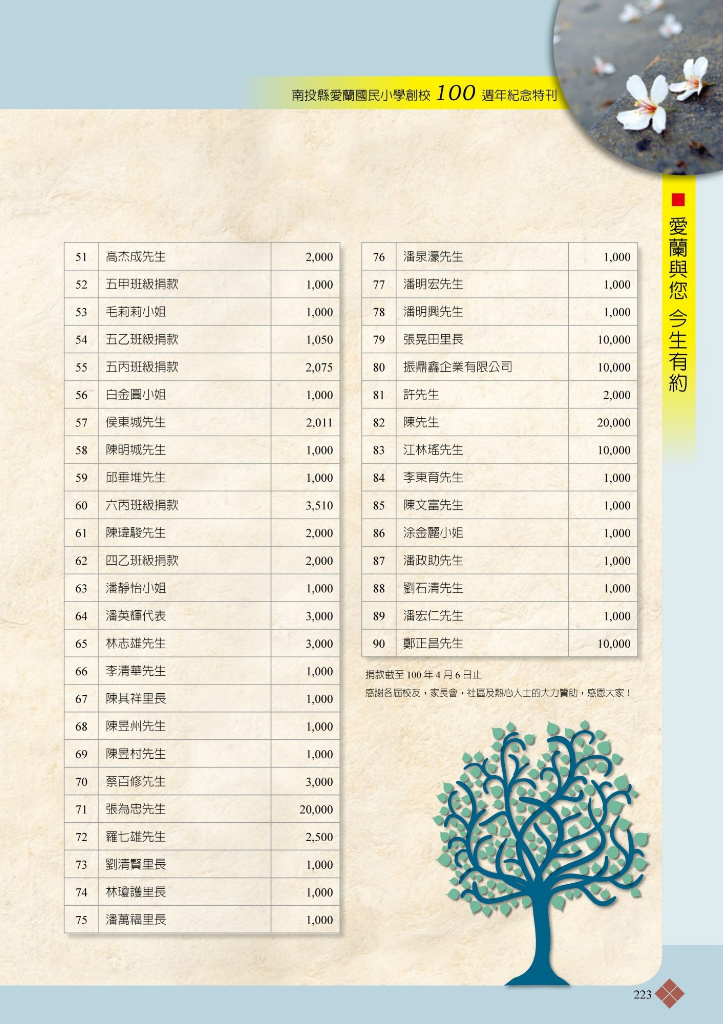 南投縣愛蘭國民小學創校 100 週年紀念特刊
愛蘭與您 今生有約
51 高杰成先生 2,000
52 五甲班級捐款 1,000
53 毛莉莉小姐 1,000
54 五乙班級捐款 1,050
55 五丙班級捐款 2,075
56 白金圓小姐 1,000
57 侯東城先生 2,011
58 陳明城先生 1,000
59 邱垂堆先生 1,000
60 六丙班級捐款 3,510
61 陳瑋駿先生 2,000
62 四乙班級捐款 2,000
63 潘靜怡小姐 1,000
64 潘英輝代表 3,000
65 林志雄先生 3,000
66 李清華先生 1,000
67 陳其祥里長 1,000
68 陳昱州先生 1,000
69 陳昱村先生 1,000
70 蔡百修先生 3,000
71 張為忠先生 20,000
72 羅七雄先生 2,500
73 劉清賢里長 1,000
74 林瓊護里長 1,000
75 潘萬福里長 1,000
76 潘泉濠先生 1,000
77 潘明宏先生 1,000
78 潘明興先生 1,000
79 張晃田里長 10,000
80 振鼎鑫企業有限公司 10,000
81 許先生 2,000
82 陳先生 20,000
83 江林瑤先生 10,000
84 李東育先生 1,000
85 陳文富先生 1,000
86 涂金麗小姐 1,000
87 潘政助先生 1,000
88 劉石清先生 1,000
89 潘宏仁先生 1,000
90 鄭正昌先生 10,000
捐款截至 100 年 4 月 6 日止
感謝各屆校友，家長會，社區及熱心人士的大力贊助，感恩大家！
223